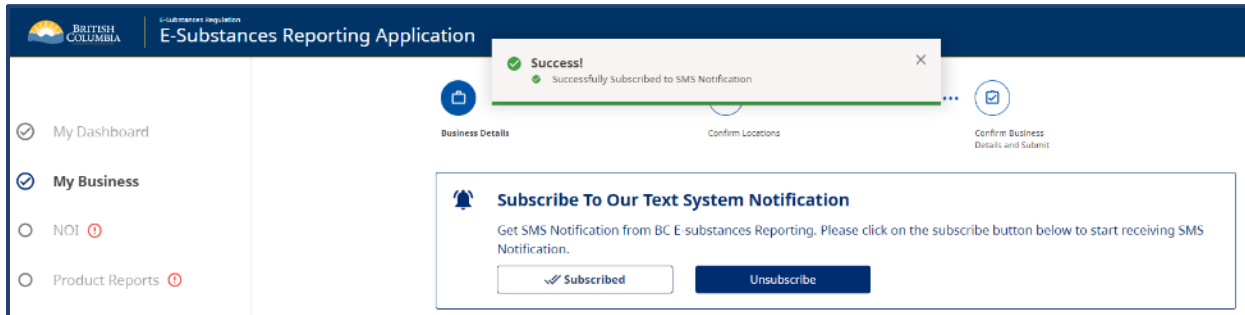 BRITISH
COLUMBIA
E-Substances Regulation
E-Substances Reporting Application
Success!
Successfully Subscribed to SMS Notification
My Dashboard
My Business
NOI
Product Reports
Business Details
Confirm Locations
Confirm Business
Details and Submit
Subscribe To Our Text System Notification
Get SMS Notification from BC E-substances Reporting. Please click on the subscribe button below to start receiving SMS
Notification.
Subscribed
Unsubscribe